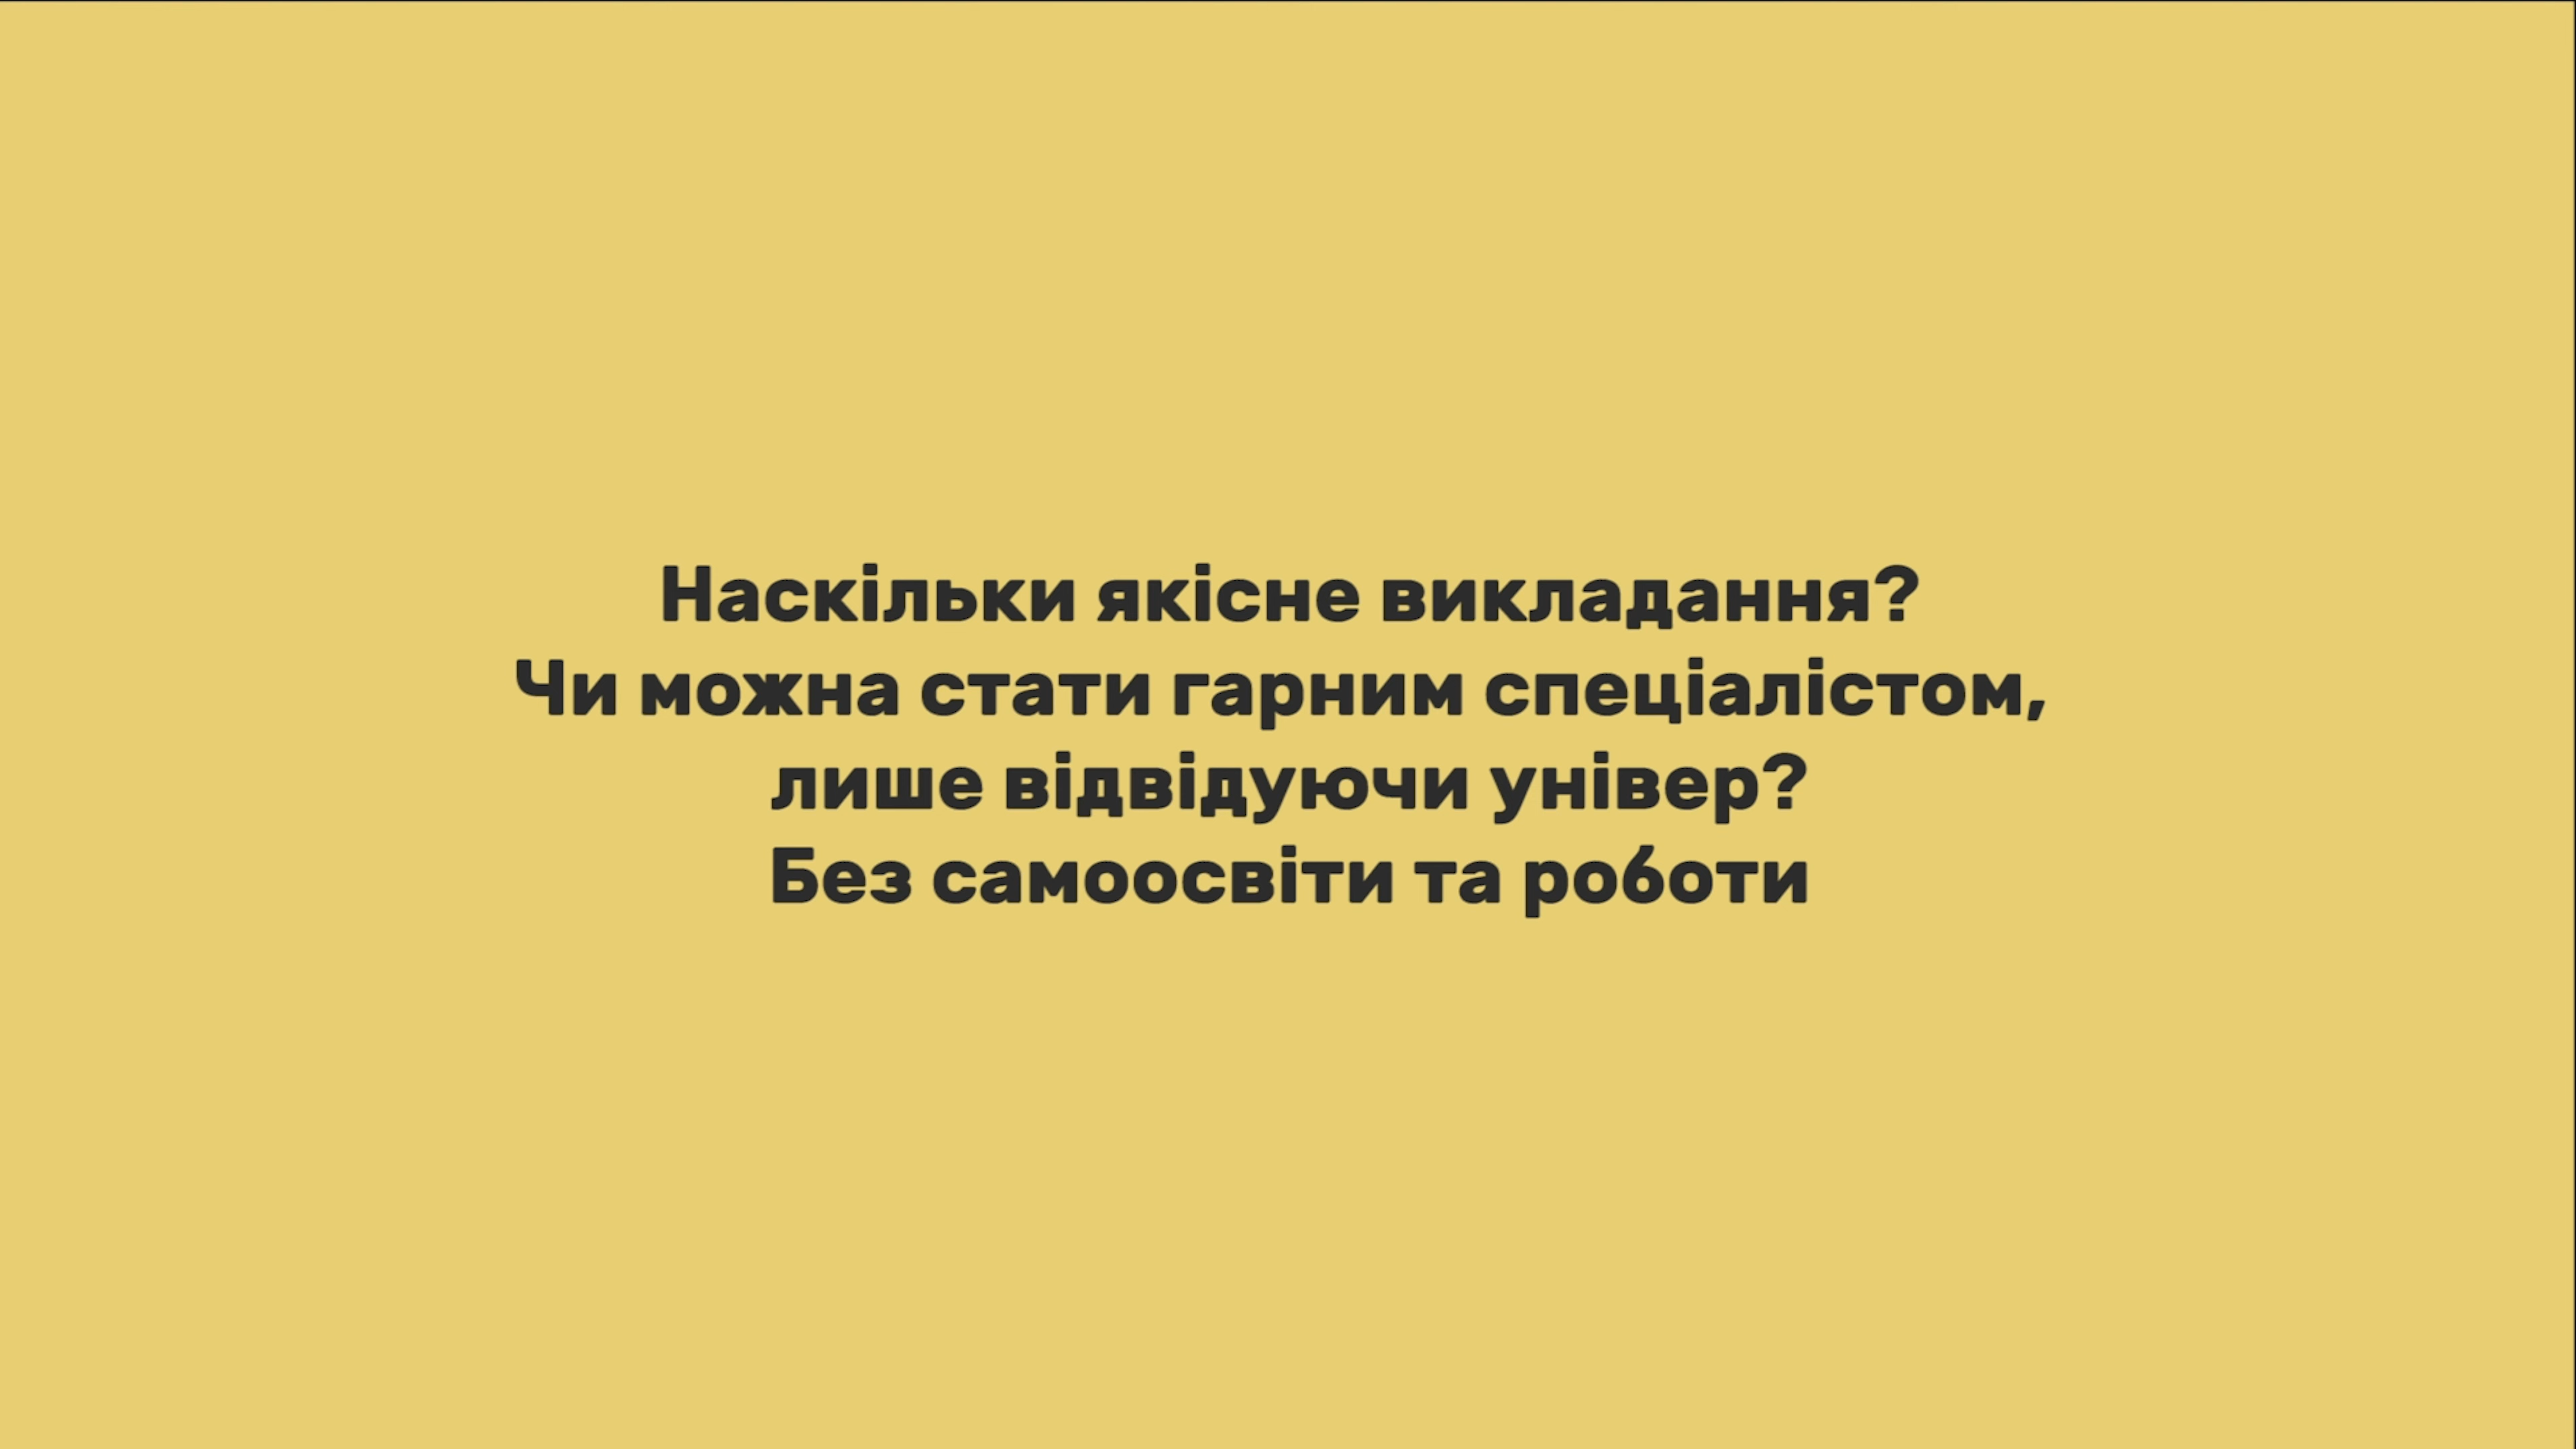 Наскільки якісне викладання?
Чи можна стати гарним спеціалістом,
лише відвідуючи універ?
Без самоосвіти та роботи